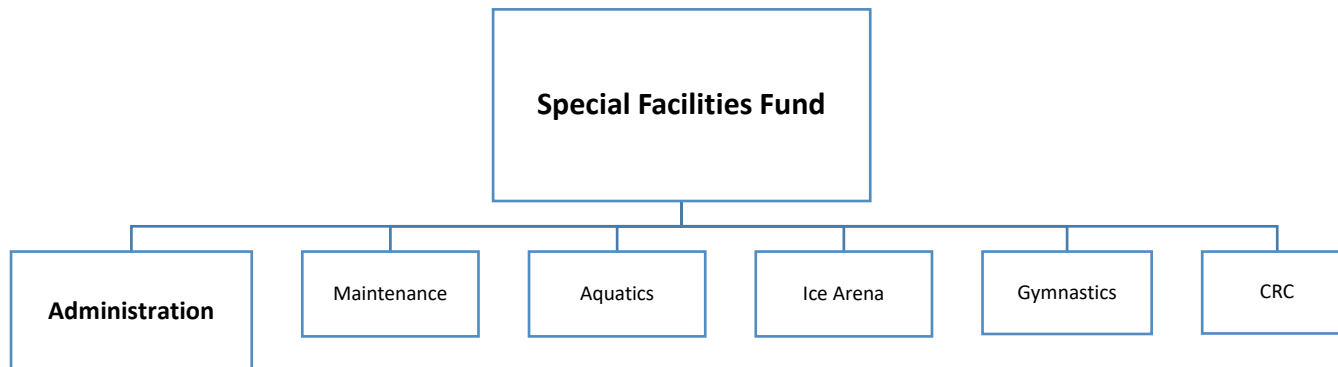 Special Facilities Fund
Administration
Maintenance
Aquatics
Ice Arena
Gymnastics
CRC